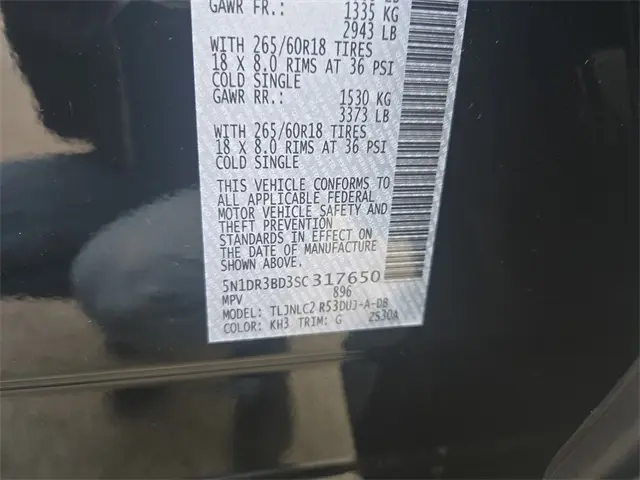 GAWR FR.: 1335 KG
2943 LB
WITH 265/60R18 TIRES
18 X 8.0 RIMS AT 36 PSI
COLD SINGLE
GAWR RR.: 1530 KG
3373 LB
WITH 265/60R18 TIRES
18 X 8.0 RIMS AT 36 PSI
COLD SINGLE
THIS VEHICLE CONFORMS TO
ALL APPLICABLE FEDERAL
MOTOR VEHICLE SAFETY AND
THEFT PREVENTION
STANDARDS IN EFFECT ON
THE DATE OF MANUFACTURE
SHOWN ABOVE.
5N1DR3BD3SC317650
MPV 896
MODEL: TLJNLC2 R53DUJ-A-DB
COLOR: KH3 TRIM: G ZS30A